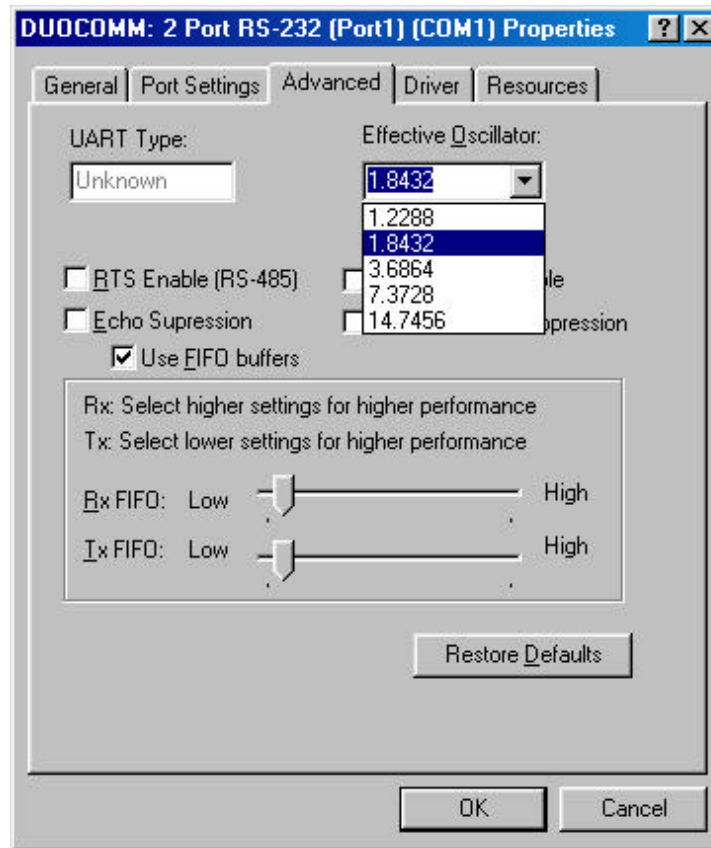 DUOCOMM: 2 Port RS-232 (Port1) (COM1) Properties ? ×
General Port Settings Advanced Driver Resources
UART Type: Effective Oscillator:
Unknown 1.8432
1.2288
1.8432
3.6864
7.3728
14.7456
RTS Enable (RS-485)
Echo Supression
Use FIFO buffers
Rx: Select higher settings for higher performance
Tx: Select lower settings for higher performance
Rx FIFO: Low High
Tx FIFO: Low High
Restore Defaults
OK Cancel